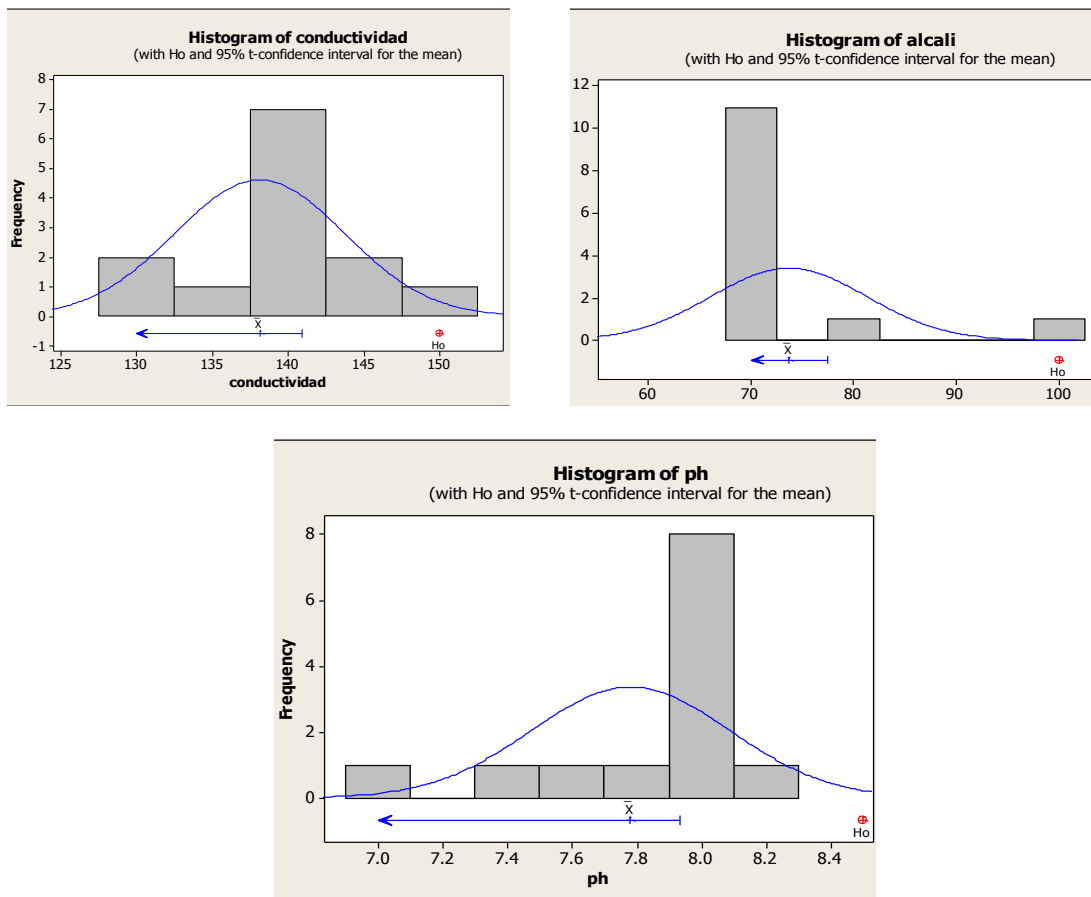 Histogram of conductividad
(with Ho and 95% t-confidence interval for the mean)
8
7
6
5
4
3
2
1
0
-1
Frequency
X
Ho
125 130 135 140 145 150
conductividad
Histogram of alcali
(with Ho and 95% t-confidence interval for the mean)
12
10
8
6
4
2
0
X
Ho
60 70 80 90 100
Histogram of ph
(with Ho and 95% t-confidence interval for the mean)
8
6
4
2
0
Frequency
X
Ho
7.0 7.2 7.4 7.6 7.8 8.0 8.2 8.4
ph